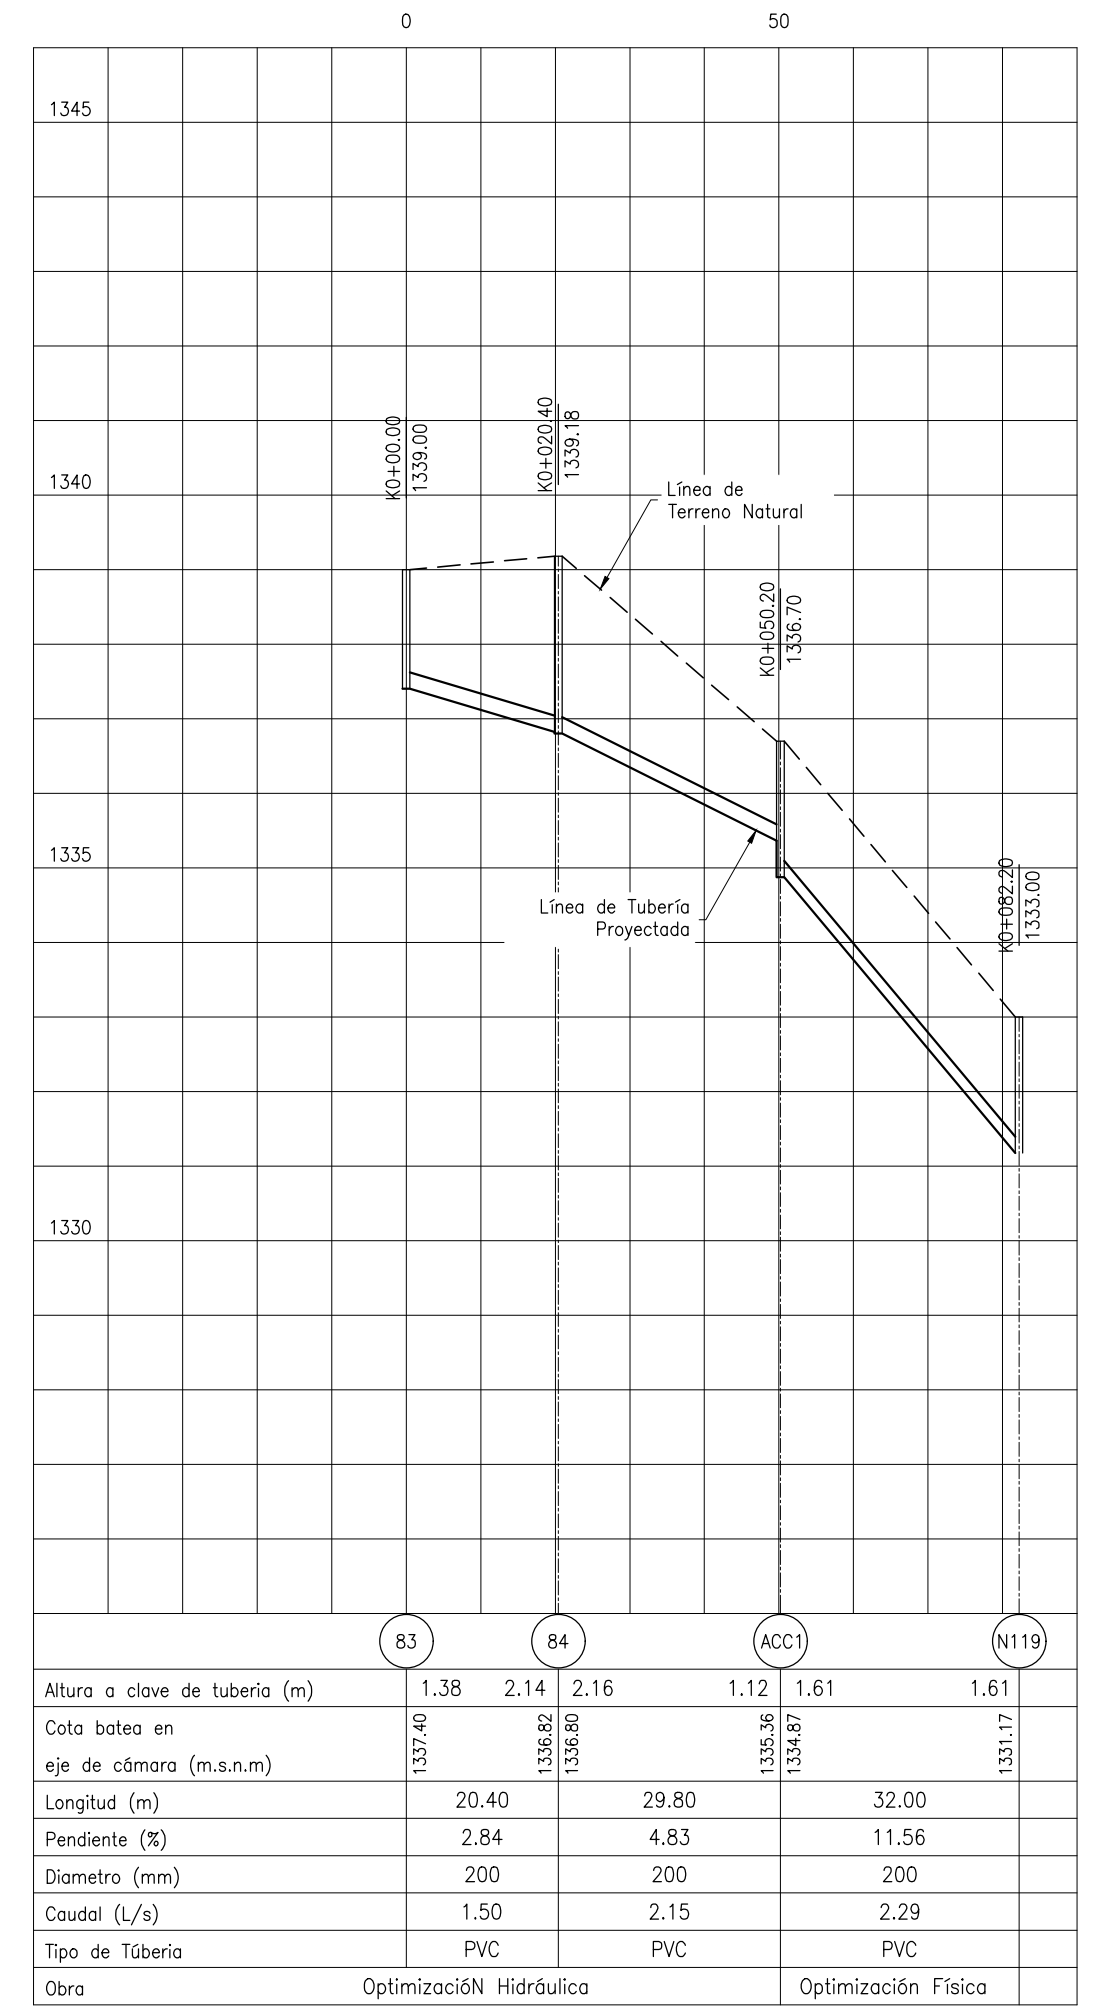 0 50
1345
K0+00.00
1339.00
K0+020.40
1339.18
1340
Línea de
Terreno Natural
K0+050.20
1336.70
1335
K0+082.20
1333.00
Línea de Tubería
Proyectada
1330
83 84 ACC1 N119
Altura a clave de tuberia (m) 1.38 2.14 2.16 1.12 1.61 1.61
Cota batea en
eje de cámara (m.s.n.m)
1337.40
1336.82
1336.80
1335.36
1334.87
1331.17
Longitud (m) 20.40 29.80 32.00
Pendiente (%) 2.84 4.83 11.56
Diametro (mm) 200 200 200
Caudal (L/s) 1.50 2.15 2.29
Tipo de Túberia PVC PVC PVC
Obra OptimizacióN Hidráulica Optimización Física